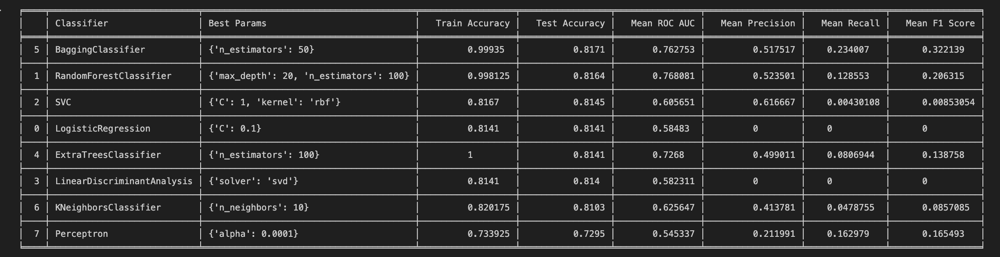 Classifier Best Params Train Accuracy Test Accuracy Mean ROC AUC Mean Precision Mean Recall Mean F1 Score
5 BaggingClassifier {'n_estimators': 50} 0.99935 0.8171 0.762753 0.517517 0.234007 0.322139
1 RandomForestClassifier {'max_depth': 20, 'n_estimators': 100} 0.998125 0.8164 0.768081 0.523501 0.128553 0.206315
2 SVC {'C': 1, 'kernel': 'rbf'} 0.8167 0.8145 0.605651 0.616667 0.00430108 0.00853054
0 LogisticRegression {'C': 0.1} 0.8141 0.8141 0.58483 0 0 0
4 ExtraTreesClassifier {'n_estimators': 100} 1 0.8141 0.7268 0.499011 0.0806944 0.138758
3 LinearDiscriminantAnalysis {'solver': 'svd'} 0.8141 0.814 0.582311 0 0 0
6 KNeighborsClassifier {'n_neighbors': 10} 0.820175 0.8103 0.625647 0.413781 0.0478755 0.0857085
7 Perceptron {'alpha': 0.0001} 0.733925 0.7295 0.545337 0.211991 0.162979 0.165493